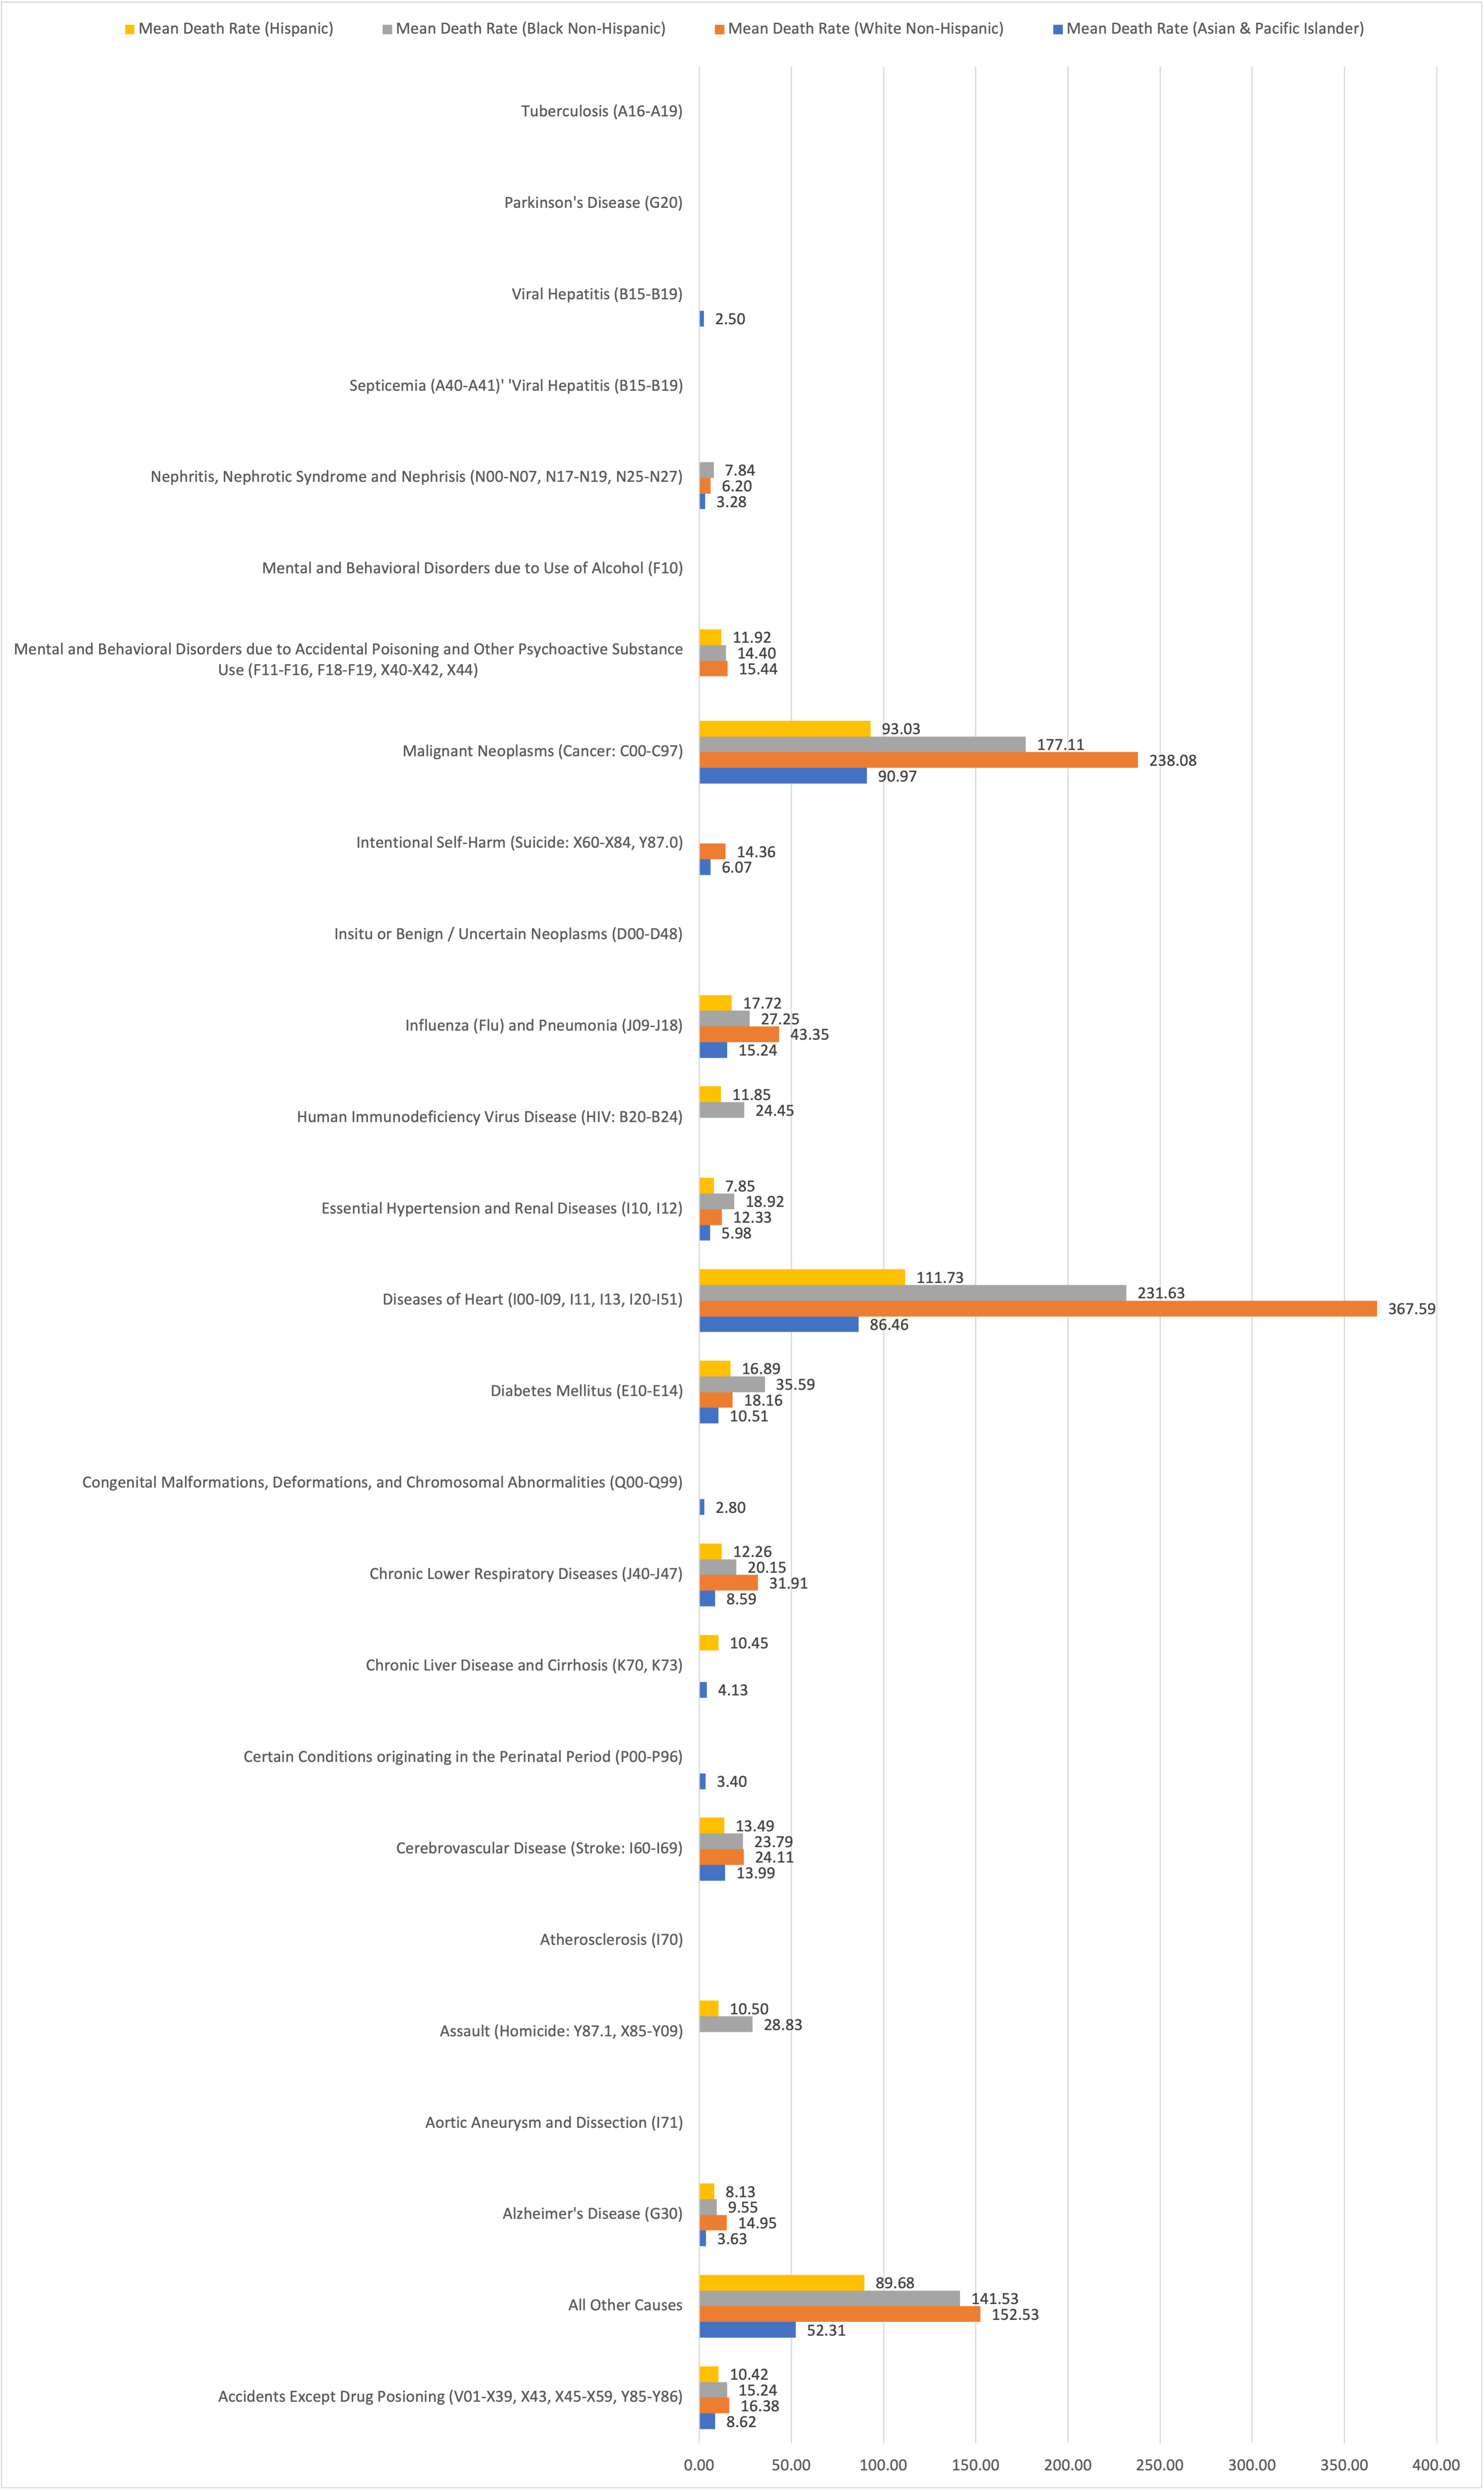 Mean Death Rate (Hispanic) Mean Death Rate (Black Non-Hispanic) Mean Death Rate (White Non-Hispanic) Mean Death Rate (Asian & Pacific Islander)
Tuberculosis (A16-A19)
Parkinson's Disease (G20)
Viral Hepatitis (B15-B19)
2.50
Septicemia (A40-A41)' 'Viral Hepatitis (B15-B19)
Nephritis, Nephrotic Syndrome and Nephrisis (N00-N07, N17-N19, N25-N27)
7.84
6.20
3.28
Mental and Behavioral Disorders due to Use of Alcohol (F10)
Mental and Behavioral Disorders due to Accidental Poisoning and Other Psychoactive Substance
Use (F11-F16, F18-F19, X40-X42, X44)
11.92
14.40
15.44
Malignant Neoplasms (Cancer: C00-C97)
93.03
177.11
238.08
90.97
Intentional Self-Harm (Suicide: X60-X84, Y87.0)
14.36
6.07
Insitu or Benign / Uncertain Neoplasms (D00-D48)
Influenza (Flu) and Pneumonia (J09-J18)
17.72
27.25
43.35
15.24
Human Immunodeficiency Virus Disease (HIV: B20-B24)
11.85
24.45
Essential Hypertension and Renal Diseases (I10, I12)
7.85
18.92
12.33
5.98
Diseases of Heart (I00-I09, I11, I13, I20-I51)
111.73
231.63
367.59
86.46
Diabetes Mellitus (E10-E14)
16.89
35.59
18.16
10.51
Congenital Malformations, Deformations, and Chromosomal Abnormalities (Q00-Q99)
2.80
Chronic Lower Respiratory Diseases (J40-J47)
12.26
20.15
31.91
8.59
Chronic Liver Disease and Cirrhosis (K70, K73)
10.45
4.13
Certain Conditions originating in the Perinatal Period (P00-P96)
3.40
Cerebrovascular Disease (Stroke: I60-I69)
13.49
23.79
24.11
13.99
Atherosclerosis (I70)
Assault (Homicide: Y87.1, X85-Y09)
10.50
28.83
Aortic Aneurysm and Dissection (I71)
Alzheimer's Disease (G30)
8.13
9.55
14.95
3.63
All Other Causes
89.68
141.53
152.53
52.31
Accidents Except Drug Posioning (V01-X39, X43, X45-X59, Y85-Y86)
10.42
15.24
16.38
8.62
0.00 50.00 100.00 150.00 200.00 250.00 300.00 350.00 400.00